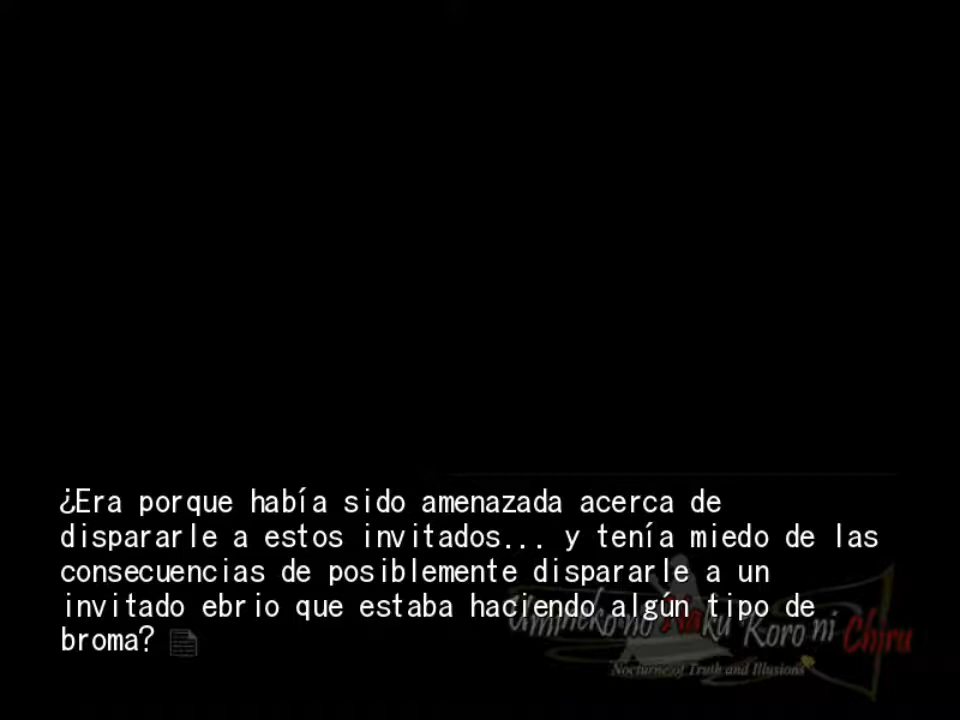 ¿Era porque había sido amenazada acerca de
dispararle a estos invitados... y tenía miedo de las
consecuencias de posiblemente dispararle a un
invitado ebrio que estaba haciendo algún tipo de
broma?
Umineko no Naku Koro ni Chiru
Nocturne of Truth and Illusions